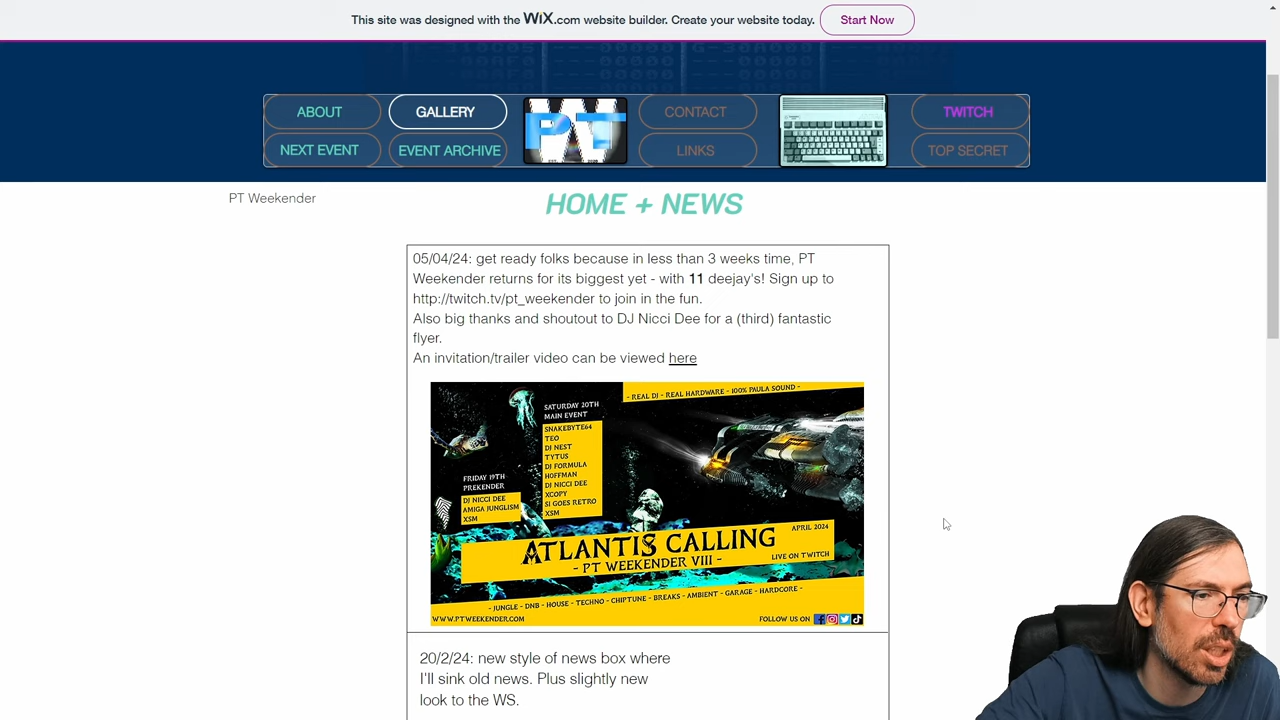 This site was designed with the WiX.com website builder. Create your website today. Start Now
ABOUT GALLERY PT CONTACT TWITCH
NEXT EVENT EVENT ARCHIVE LINKS TOP SECRET
PT Weekender
HOME + NEWS
05/04/24: get ready folks because in less than 3 weeks time, PT
Weekender returns for its biggest yet - with 11 deejay's! Sign up to
http://twitch.tv/pt_weekender to join in the fun.
Also big thanks and shoutout to DJ Nicci Dee for a (third) fantastic
flyer.
An invitation/trailer video can be viewed here
- REAL DJ - REAL HARDWARE - 100% PAULA SOUND -
SATURDAY 20TH
MAIN EVENT
SNAKEBYTE64
TEO
DJ NEST
TYTUS
DJ FORMULA
HOFFMAN
DJ NICCI DEE
XCOPY
SI GOES RETRO
XSM
FRIDAY 19TH
PREKENDER
DJ NICCI DEE
AMIGA JUNGLISM
XSM
APRIL 2024
ATLANTIS CALLING
- PT WEEKENDER VIII -
LIVE ON TWITCH
- JUNGLE - DNB - HOUSE - TECHNO - CHIPTUNE - BREAKS - AMBIENT - GARAGE - HARDCORE -
WWW.PTWEEKENDER.COM
FOLLOW US ON
20/2/24: new style of news box where
I'll sink old news. Plus slightly new
look to the WS.